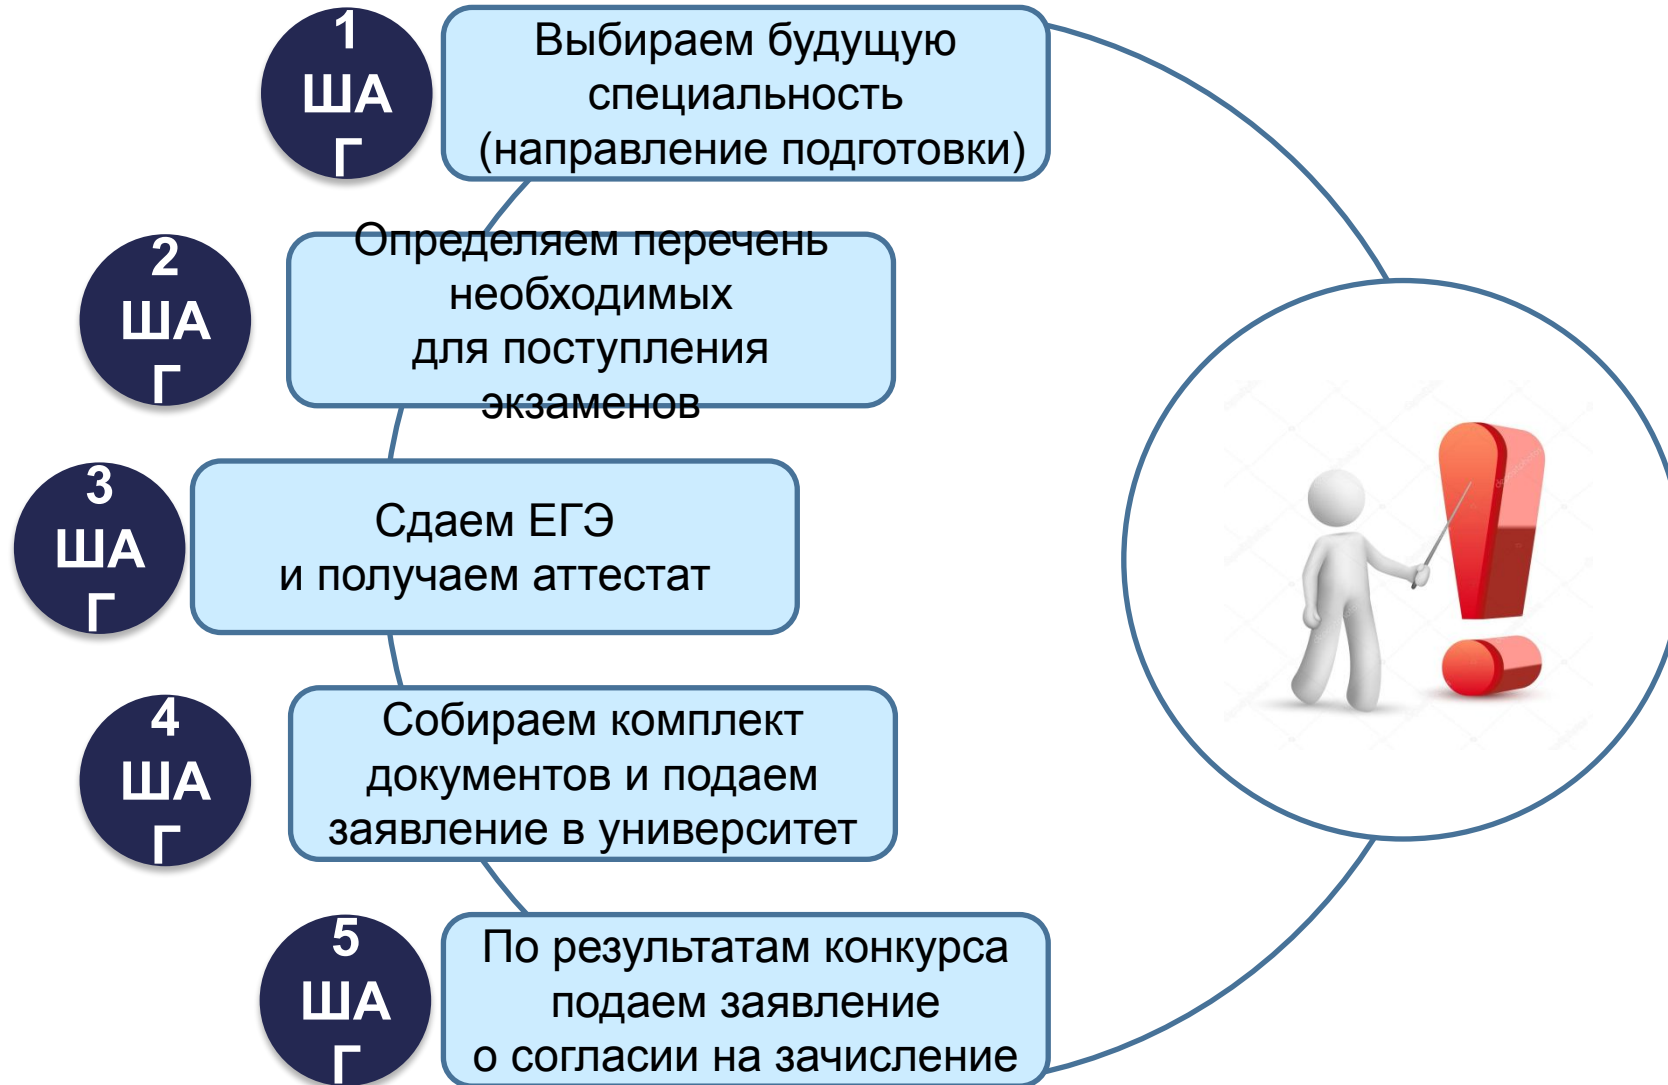 1
ША
Г
Выбираем будущую
специальность
(направление подготовки)
2
ША
Г
Определяем перечень
необходимых
для поступления
экзаменов
3
ША
Г
Сдаем ЕГЭ
и получаем аттестат
4
ША
Г
Собираем комплект
документов и подаем
заявление в университет
5
ША
Г
По результатам конкурса
подаем заявление
о согласии на зачисление